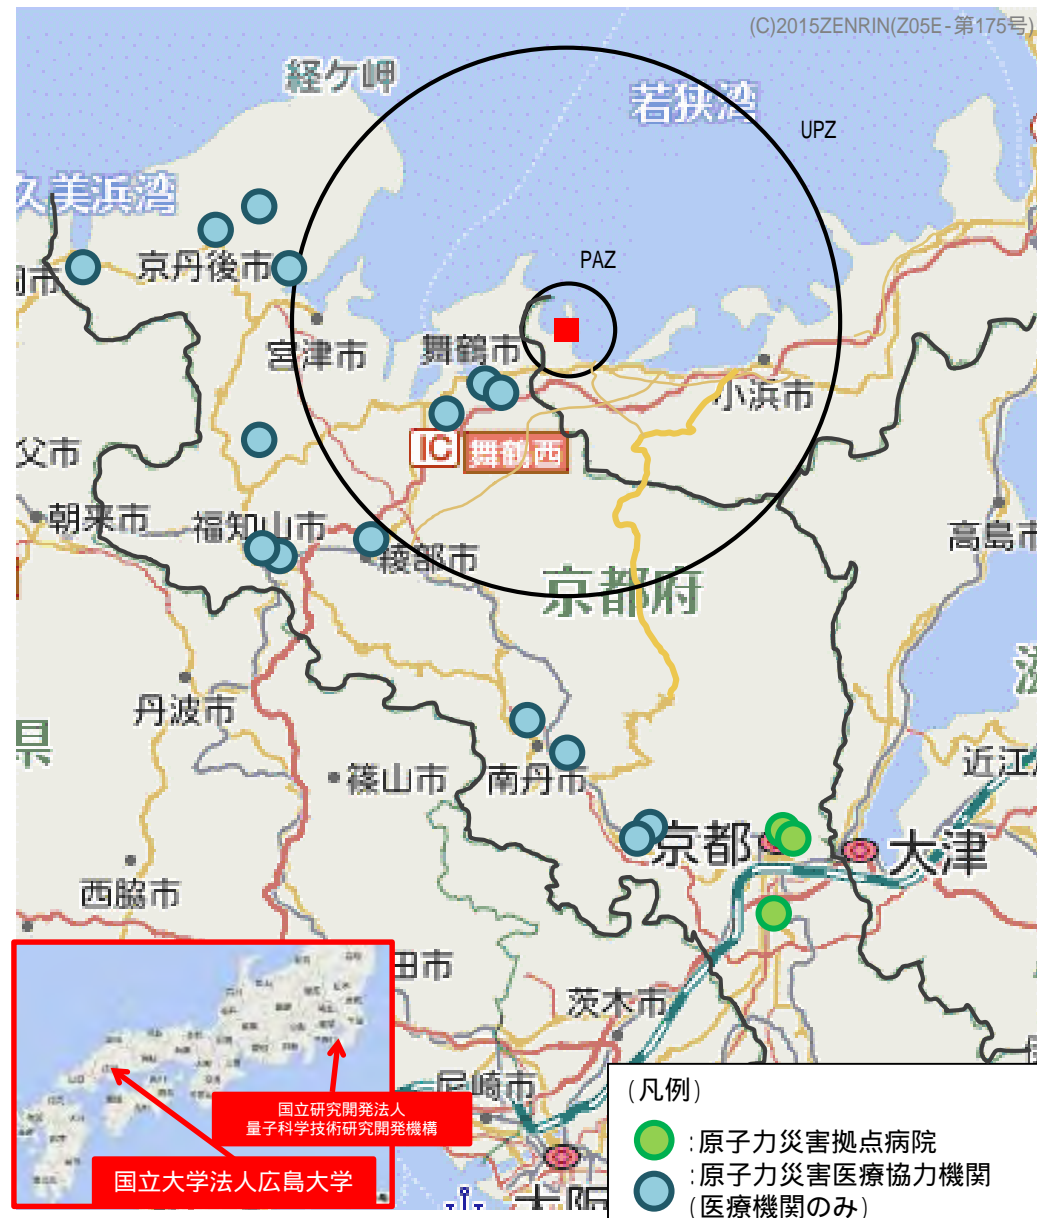 (C)2015ZENRIN(Z05E-第175号)
経ケ岬
若狭湾
UPZ
久美浜湾
PAZ
京丹後市
岡市
宮津市
舞鶴市
小浜市
IC
舞鶴西
父市
朝来市
福知山市
綾部市
高島市
京都府
丹波市
県
篠山市
南丹市
近江
京都
大津
西脇市
田市
茨木市
尼崎市
大阪
国立研究開発法人
量子科学技術研究開発機構
国立大学法人広島大学
(凡例)
:原子力災害拠点病院
:原子力災害医療協力機関
(医療機関のみ)